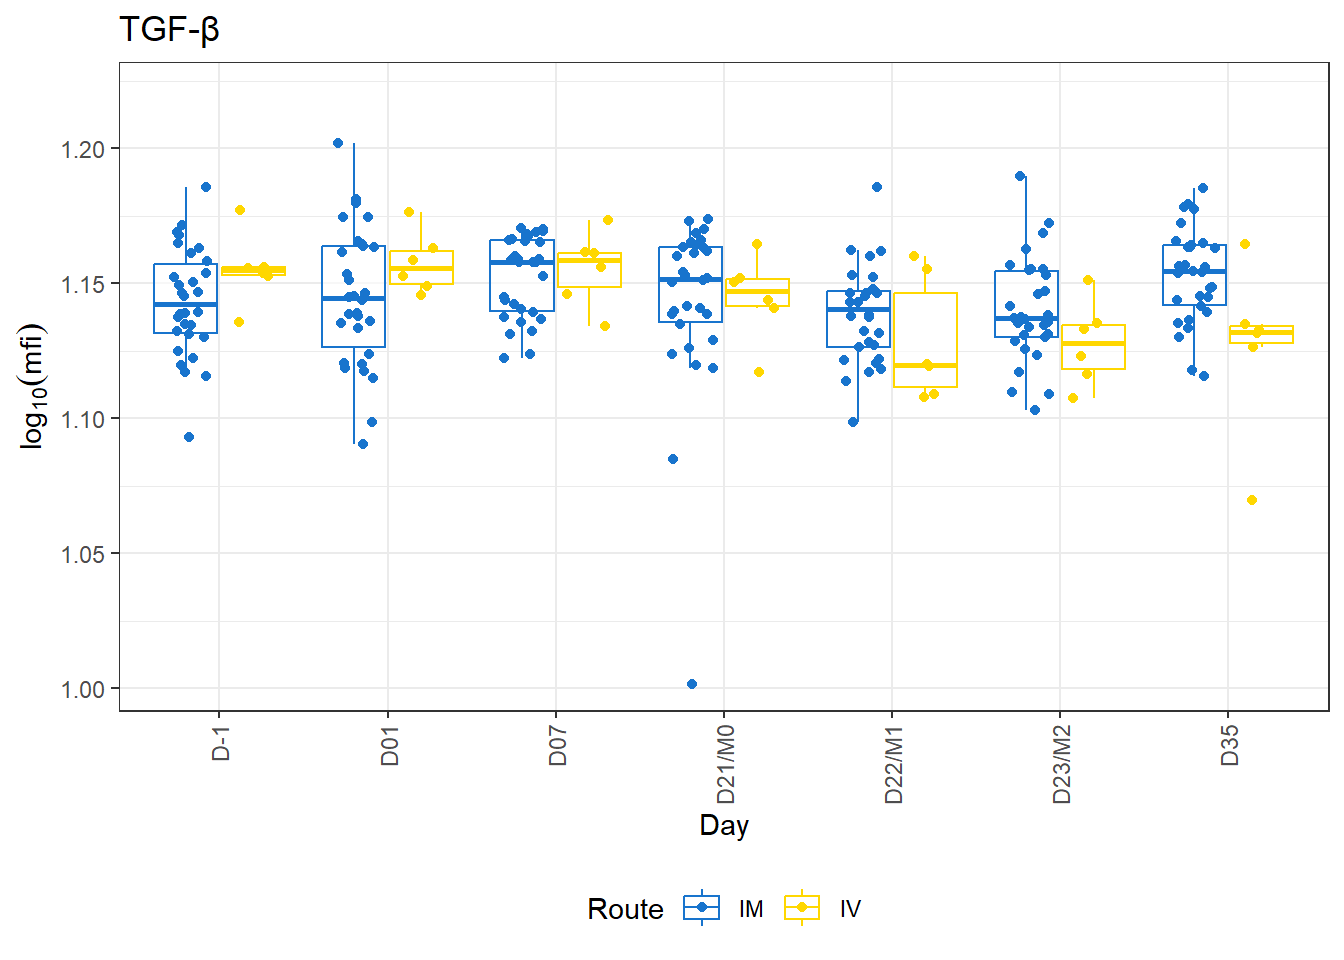 TGF-β
1.20
1.15
1.10
1.05
1.00
log10(mfi)
D-1
D01
D07
D21/M0
D22/M1
D23/M2
D35
Day
Route IM IV